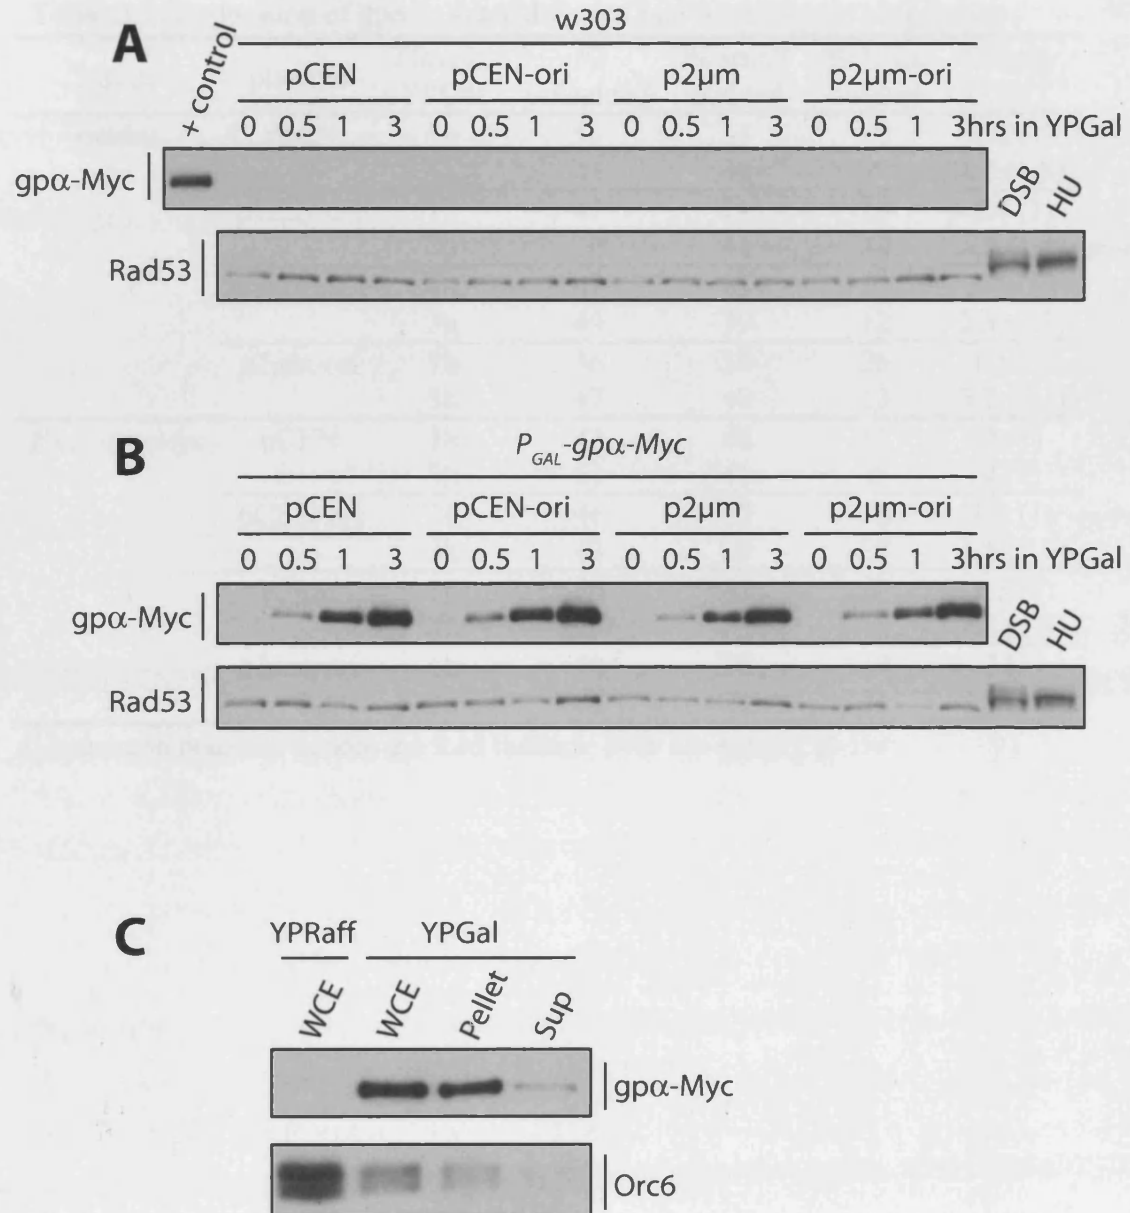 A
w303
+ control
pCEN pCEN-ori p2µm p2µm-ori
0 0.5 1 3 0 0.5 1 3 0 0.5 1 3 0 0.5 1 3hrs in YPGal
gpα-Myc
DSB HU
Rad53
B
P_GAL-gpα-Myc
pCEN pCEN-ori p2µm p2µm-ori
0 0.5 1 3 0 0.5 1 3 0 0.5 1 3 0 0.5 1 3hrs in YPGal
gpα-Myc
DSB HU
Rad53
C
YPRaff YPGal
WCE WCE Pellet Sup
gpα-Myc
Orc6